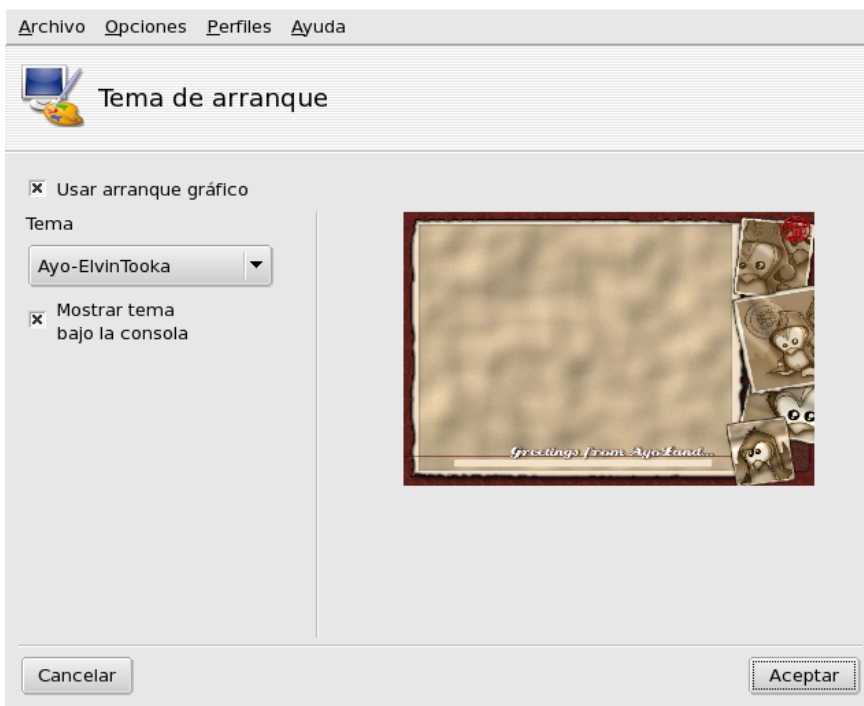 Archivo Opciones Perfiles Ayuda
Tema de arranque
Usar arranque gráfico
Tema
Ayo-ElvinTooka
Mostrar tema
bajo la consola
Greetings from AyoLand...
Cancelar
Aceptar